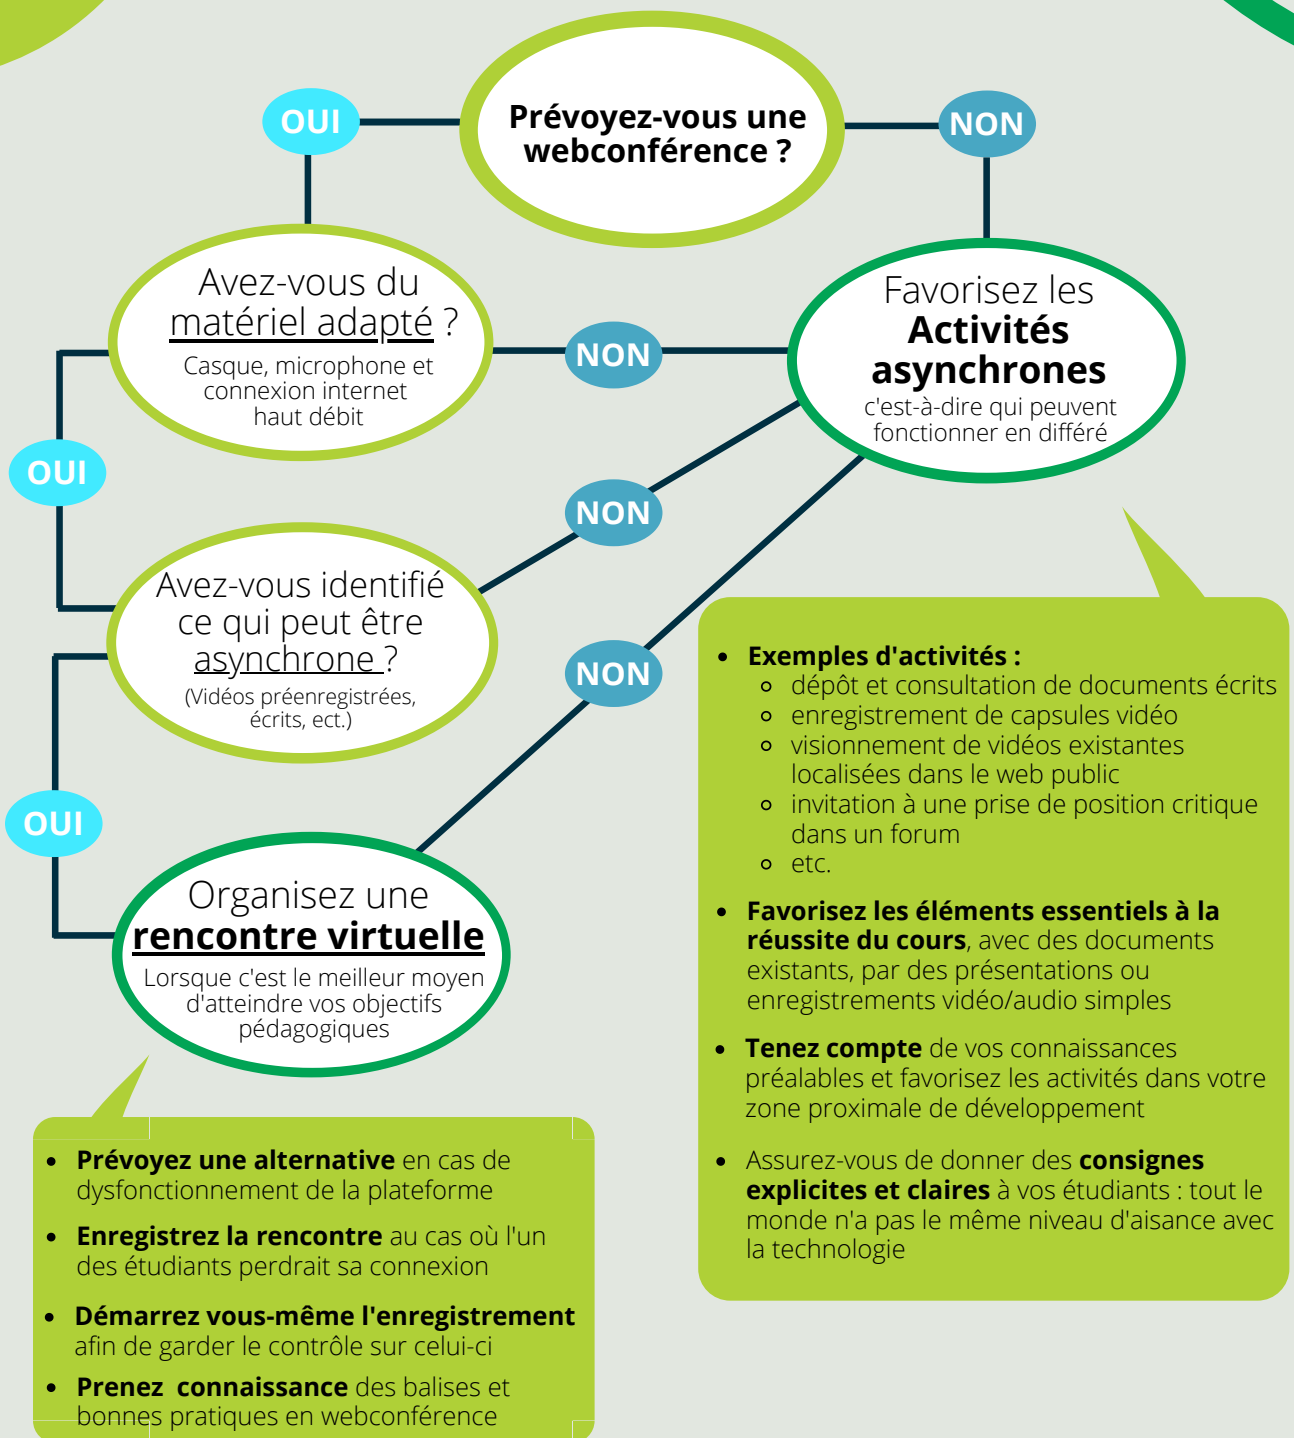 Prévoyez-vous une
webconférence ?
OUI
NON
Avez-vous du
matériel adapté ?
Casque, microphone et
connexion internet
haut débit
NON
Favorisez les
Activités
asynchrones
c'est-à-dire qui peuvent
fonctionner en différé
OUI
NON
Avez-vous identifié
ce qui peut être
asynchrone ?
(Vidéos préenregistrées,
écrits, ect.)
NON
OUI
Organisez une
rencontre virtuelle
Lorsque c'est le meilleur moyen
d'atteindre vos objectifs
pédagogiques
• Exemples d'activités :
dépôt et consultation de documents écrits
enregistrement de capsules vidéo
visionnement de vidéos existantes
localisées dans le web public
invitation à une prise de position critique
dans un forum
etc.
• Favorisez les éléments essentiels à la
réussite du cours, avec des documents
existants, par des présentations ou
enregistrements vidéo/audio simples
• Tenez compte de vos connaissances
préalables et favorisez les activités dans votre
zone proximale de développement
• Assurez-vous de donner des consignes
explicites et claires à vos étudiants : tout le
monde n'a pas le même niveau d'aisance avec
la technologie
• Prévoyez une alternative en cas de
dysfonctionnement de la plateforme
• Enregistrez la rencontre au cas où l'un
des étudiants perdrait sa connexion
• Démarrez vous-même l'enregistrement
afin de garder le contrôle sur celui-ci
• Prenez connaissance des balises et
bonnes pratiques en webconférence